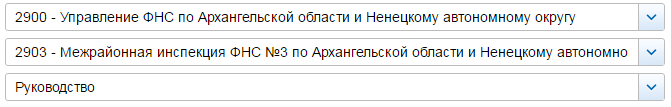 2900 - Управление ФНС по Архангельской области и Ненецкому автономному округу
2903 - Межрайонная инспекция ФНС №3 по Архангельской области и Ненецкому автономно
Руководство